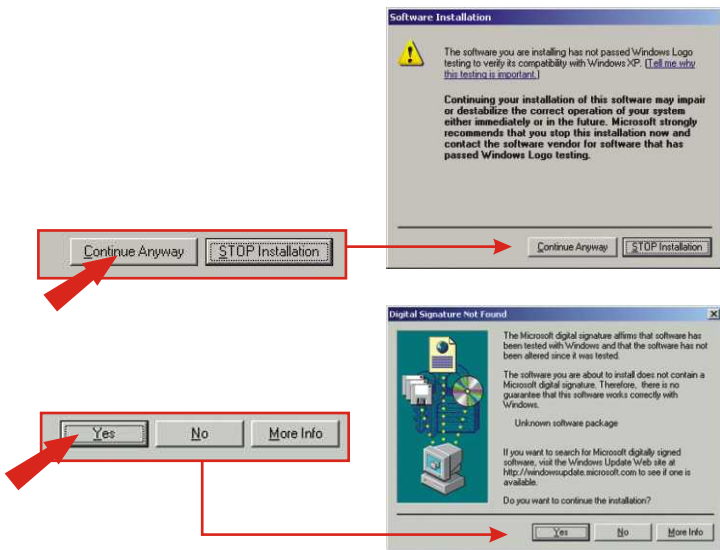 Software Installation
The software you are installing has not passed Windows Logo
testing to verify its compatibility with Windows XP. (Tell me why
this testing is important.)
Continuing your installation of this software may impair
or destabilize the correct operation of your system
either immediately or in the future. Microsoft strongly
recommends that you stop this installation now and
contact the software vendor for software that has
passed Windows Logo testing.
Continue Anyway STOP Installation
Continue Anyway STOP Installation
Digital Signature Not Found
The Microsoft digital signature affirms that software has
been tested with Windows and that the software has not
been altered since it was tested.
The software you are about to install does not contain a
Microsoft digital signature. Therefore, there is no
guarantee that this software works correctly with
Windows.
Unknown software package
If you want to search for Microsoft digitally signed
software, visit the Windows Update Web site at
http://windowsupdate.microsoft.com to see if one is
available.
Do you want to continue the installation?
Yes No More Info
Yes No More Info